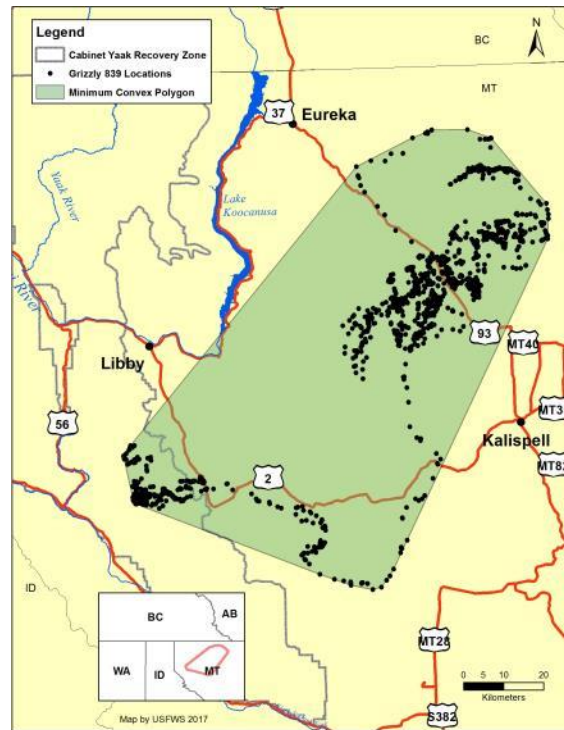 Legend
Cabinet Yaak Recovery Zone
Grizzly 839 Locations
Minimum Convex Polygon
N
BC
MT
37
Eureka
Yaak River
Lake
Koocanusa
River
Libby
93
MT40
56
MT3
Kalispell
MT82
2
ID
BC
AB
WA
ID
MT
MT28
0
10
20
Kilometers
S382
Map by USFWS 2017